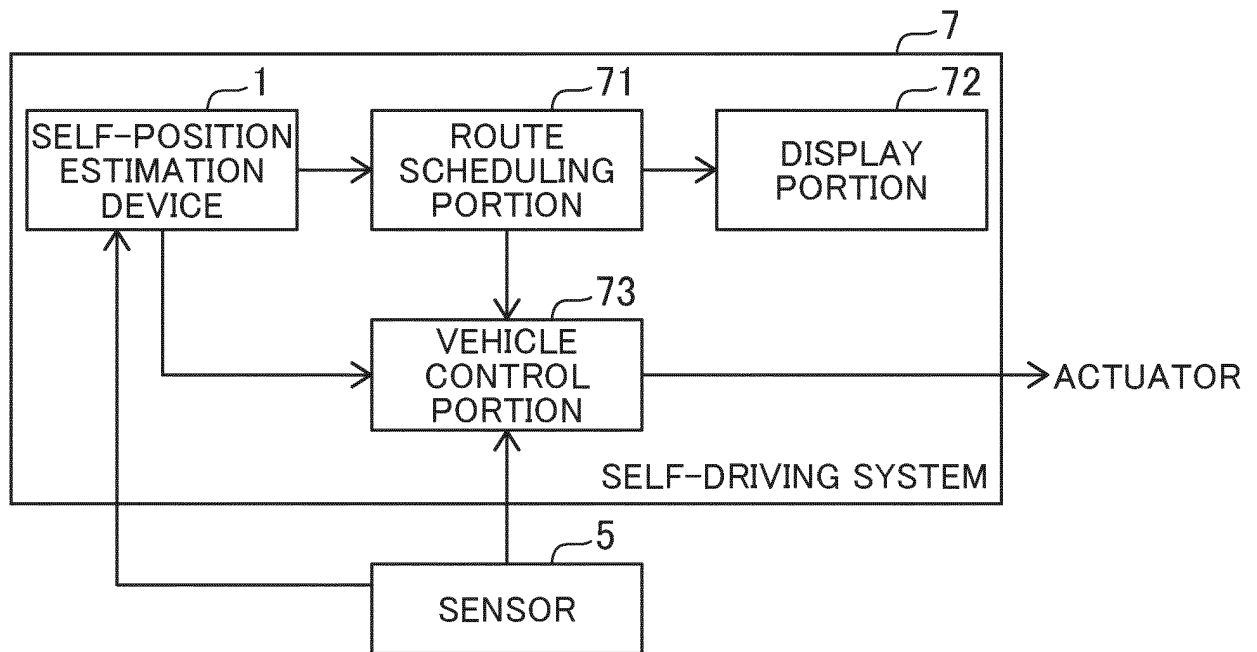 7
1
71
72
SELF-POSITION
ESTIMATION
DEVICE
ROUTE
SCHEDULING
PORTION
DISPLAY
PORTION
73
VEHICLE
CONTROL
PORTION
ACTUATOR
SELF-DRIVING SYSTEM
5
SENSOR